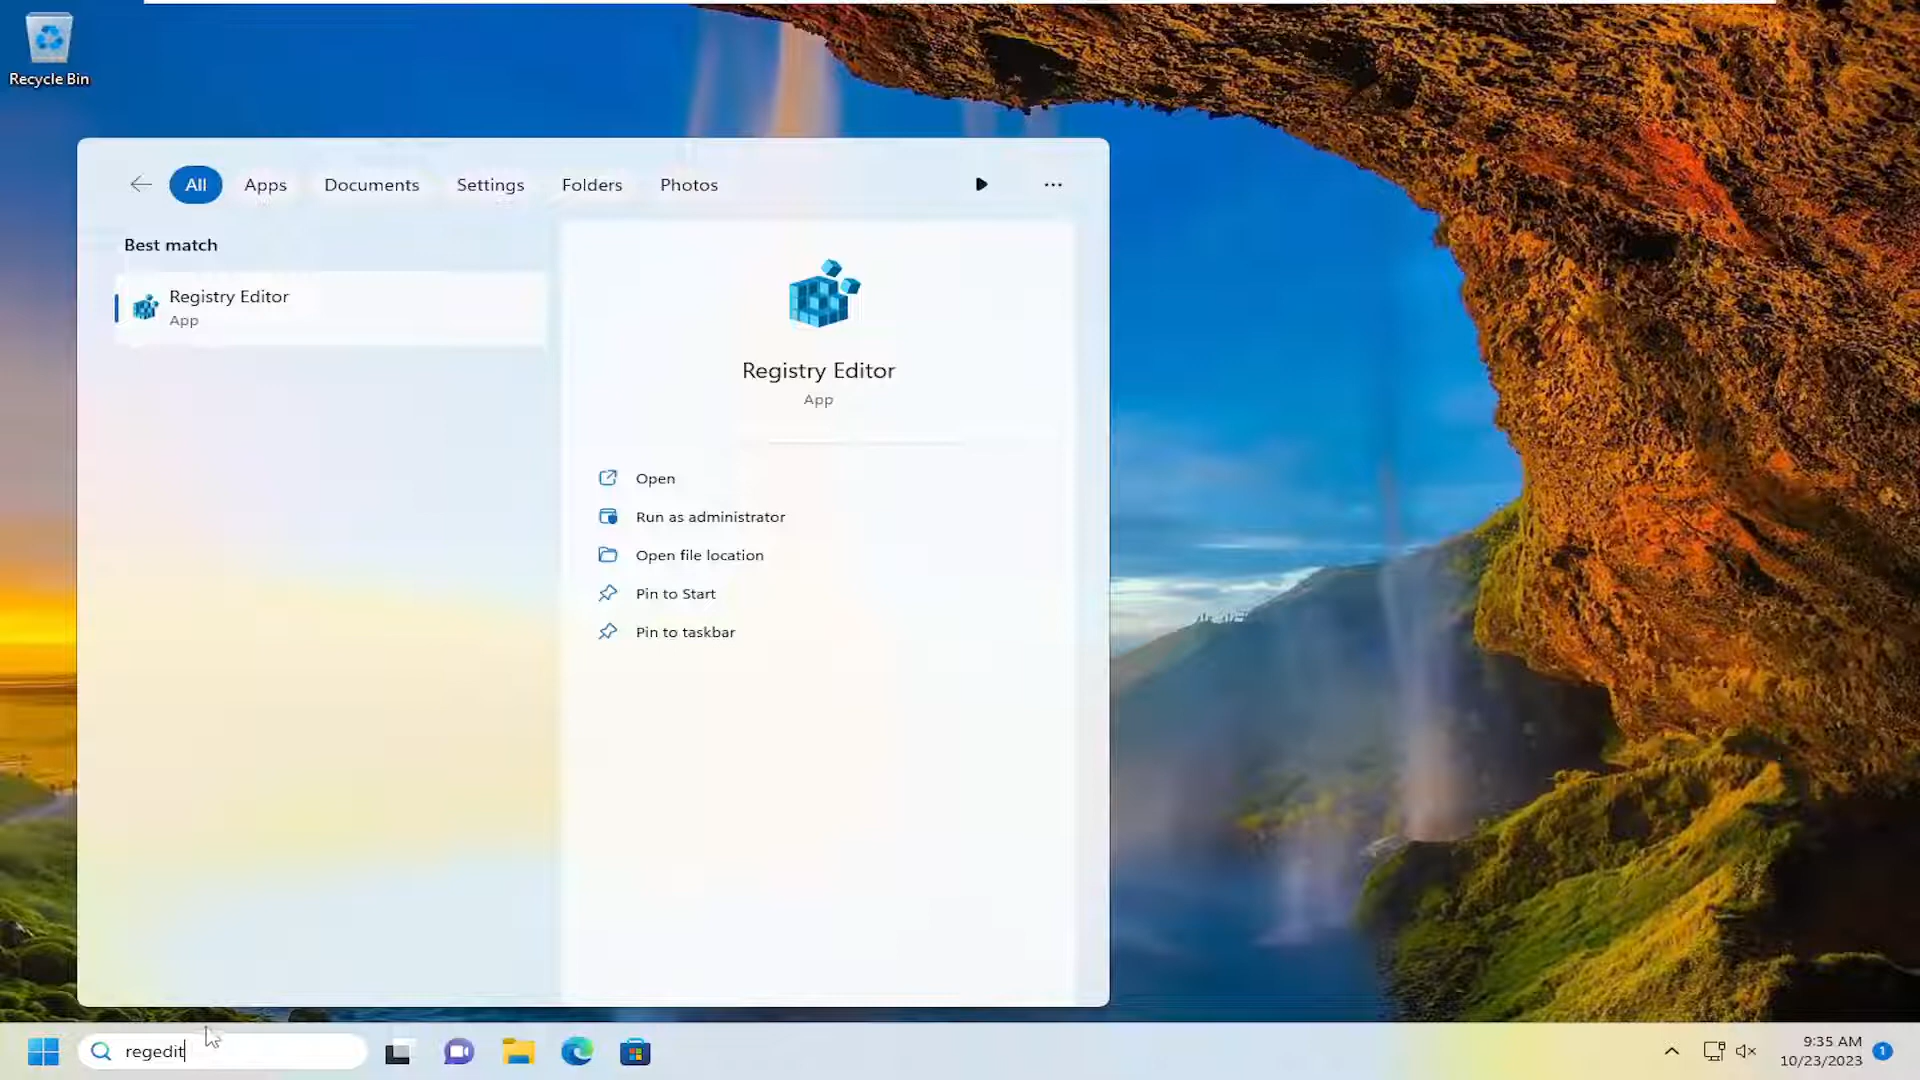 Recycle Bin
All Apps Documents Settings Folders Photos
Best match
Registry Editor
App
Registry Editor
App
Open
Run as administrator
Open file location
Pin to Start
Pin to taskbar
regedit
9:35 AM
10/23/2023
1